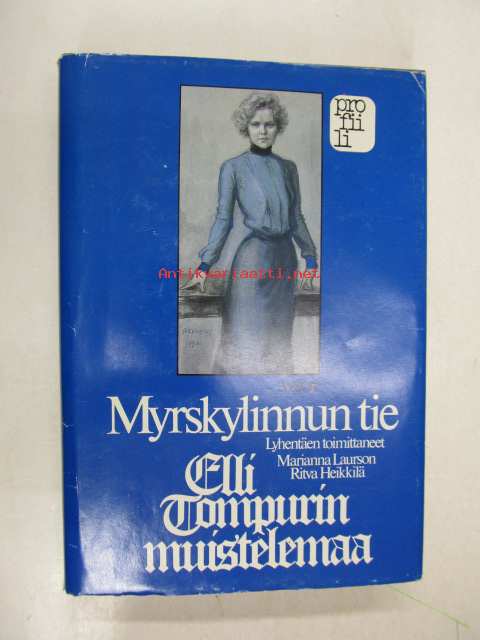 pro
fii
li
Antikvariaatti.net
Myrskylinnun tie
Lyhentäen toimittaneet
Marianna Laurson
Ritva Heikkilä
Elli
Tompurin
muistelemaa